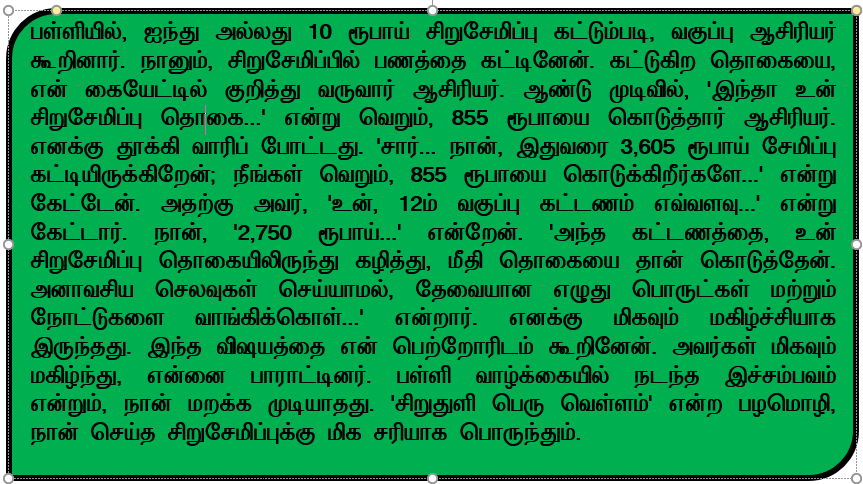 பள்ளியில், ஐந்து அல்லது 10 ரூபாய் சிறுசேமிப்பு கட்டும்படி, வகுப்பு ஆசிரியர்
கூறினார். நானும், சிறுசேமிப்பில் பணத்தை கட்டினேன். கட்டுகிற தொகையை,
என் கையேட்டில் குறித்து வருவார் ஆசிரியர். ஆண்டு முடிவில், 'இந்தா உன்
சிறுசேமிப்பு தொகை...' என்று வெறும், 855 ரூபாயை கொடுத்தார் ஆசிரியர்.
எனக்கு தூக்கி வாரிப் போட்டது. 'சார்... நான், இதுவரை 3,605 ரூபாய் சேமிப்பு
கட்டியிருக்கிறேன்; நீங்கள் வெறும், 855 ரூபாயை கொடுக்கிறீர்களே...' என்று
கேட்டேன். அதற்கு அவர், 'உன், 12ம் வகுப்பு கட்டணம் எவ்வளவு...' என்று
கேட்டார். நான், '2,750 ரூபாய்...' என்றேன். 'அந்த கட்டணத்தை, உன்
சிறுசேமிப்பு தொகையிலிருந்து கழித்து, மீதி தொகையை தான் கொடுத்தேன்.
அனாவசிய செலவுகள் செய்யாமல், தேவையான எழுது பொருட்கள் மற்றும்
நோட்டுகளை வாங்கிக்கொள்...' என்றார். எனக்கு மிகவும் மகிழ்ச்சியாக
இருந்தது. இந்த விஷயத்தை என் பெற்றோரிடம் கூறினேன். அவர்கள் மிகவும்
மகிழ்ந்து, என்னை பாராட்டினர். பள்ளி வாழ்க்கையில் நடந்த இச்சம்பவம்
என்றும், நான் மறக்க முடியாதது. 'சிறுதுளி பெரு வெள்ளம்' என்ற பழமொழி,
நான் செய்த சிறுசேமிப்புக்கு மிக சரியாக பொருந்தும்.